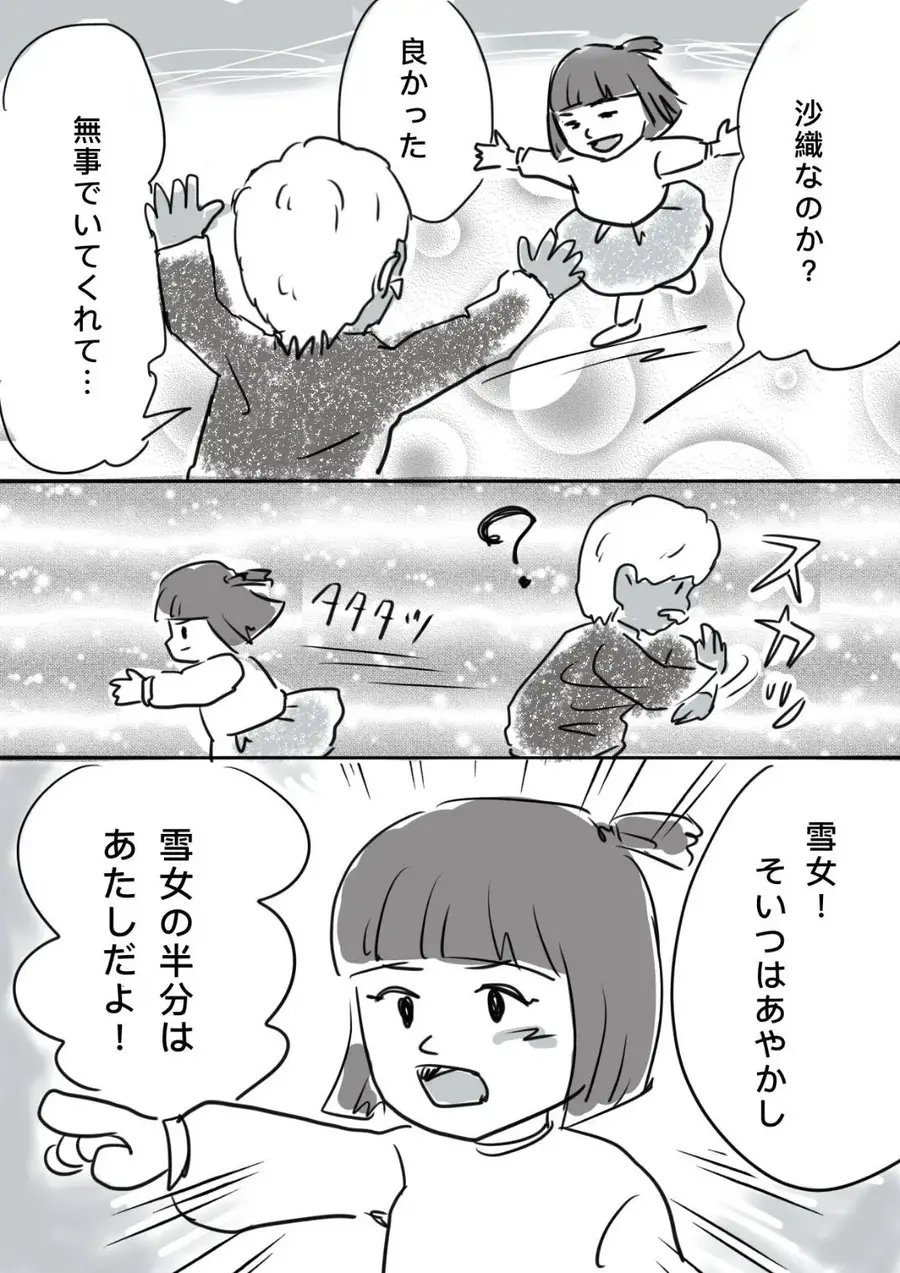 沙織なのか?
良かった
無事でいてくれて…
?
スカッ
タタタッ
雪女!
そいつはあやかし
雪女の半分は
あたしだよ!